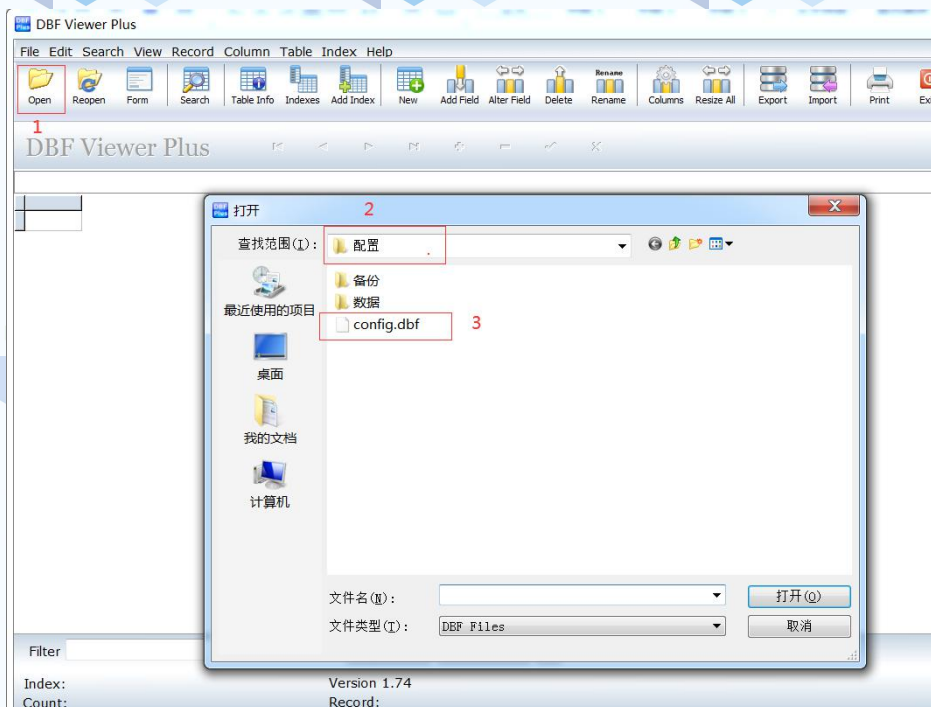 DBF Viewer Plus
File Edit Search View Record Column Table Index Help
Rename
Open Reopen Form Search Table Info Indexes Add Index New Add Field Alter Field Delete Rename Columns Resize All Export Import Print
1
DBF Viewer Plus
打开
2
查找范围(I):
配置
备份
数据
config.dbf
3
最近使用的项目
桌面
我的文档
计算机
文件名(N):
打开(O)
文件类型(T):
DBF Files
取消
Filter
Index:
Version 1.74
Count:
Record: